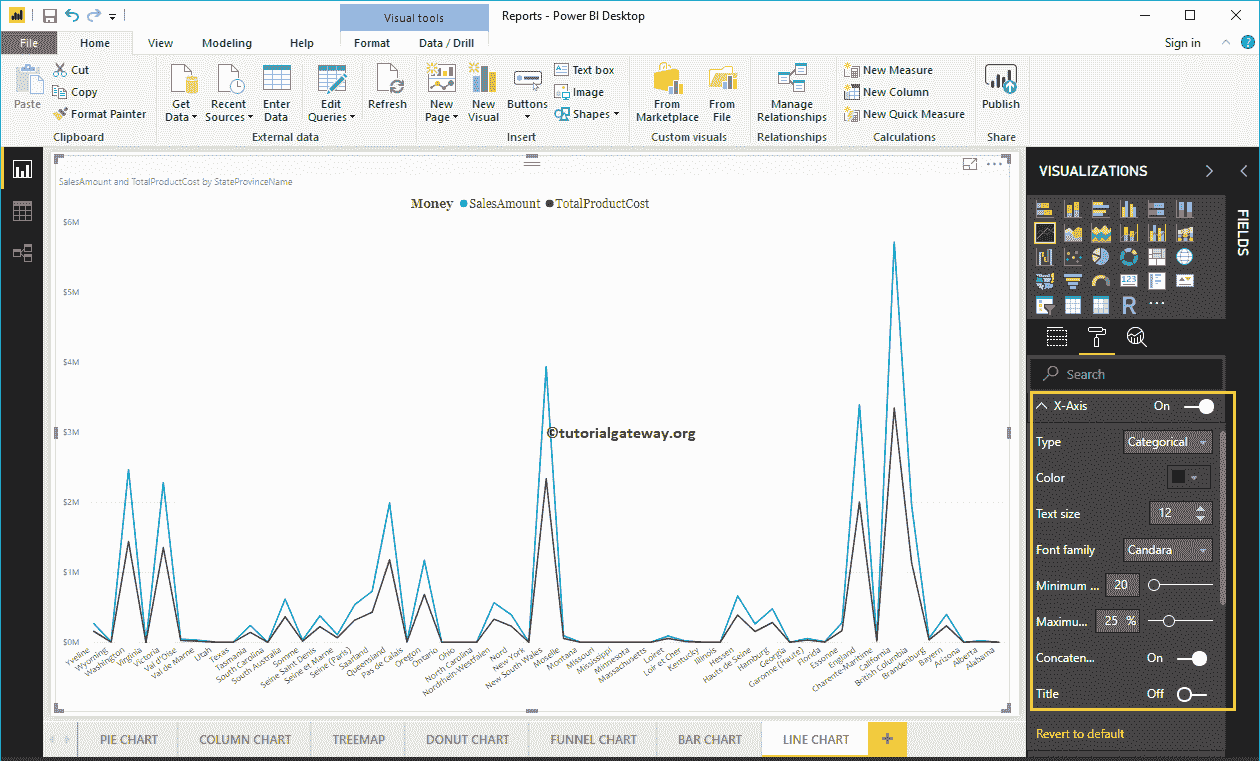 Visual tools
Reports - Power BI Desktop
File
Home
View
Modeling
Help
Format
Data / Drill
Sign in
Paste
Cut
Copy
Format Painter
Clipboard
Get Data
Recent Sources
Enter Data
Edit Queries
External data
Refresh
New Page
New Visual
Buttons
Text box
Image
Shapes
Insert
From Marketplace
From File
Custom visuals
Manage Relationships
Relationships
New Measure
New Column
New Quick Measure
Calculations
Publish
Share
SalesAmount and TotalProductCost by StateProvinceName
Money SalesAmount TotalProductCost
$6M
$5M
$4M
$3M
$2M
$1M
$0M
©tutorialgateway.org
Yveline
Wyoming
Washington
Virginia
Victoria
Val d'Oise
Val de Marne
Utah
Texas
Tasmania
South Carolina
South Australia
Somme
Seine Saint Denis
Seine et Marne
Seine (Paris)
Saarland
Queensland
Pas de Calais
Oregon
Ontario
Ohio
North Carolina
Nordrhein-Westfalen
Nord
New York
New South Wales
Moselle
Montana
Missouri
Mississippi
Minnesota
Massachusetts
Loiret
Loir et Cher
Kentucky
Illinois
Hessen
Hauts de Seine
Hamburg
Georgia
Garonne (Haute)
Florida
Essonne
England
Charente-Maritime
California
British Columbia
Brandenburg
Bayern
Arizona
Alberta
Alabama
PIE CHART
COLUMN CHART
TREEMAP
DONUT CHART
FUNNEL CHART
BAR CHART
LINE CHART
+
VISUALIZATIONS
FIELDS
123
R
Search
X-Axis On
Type Categorical
Color
Text size 12
Font family Candara
Minimum ... 20
Maximu... 25 %
Concaten... On
Title Off
Revert to default